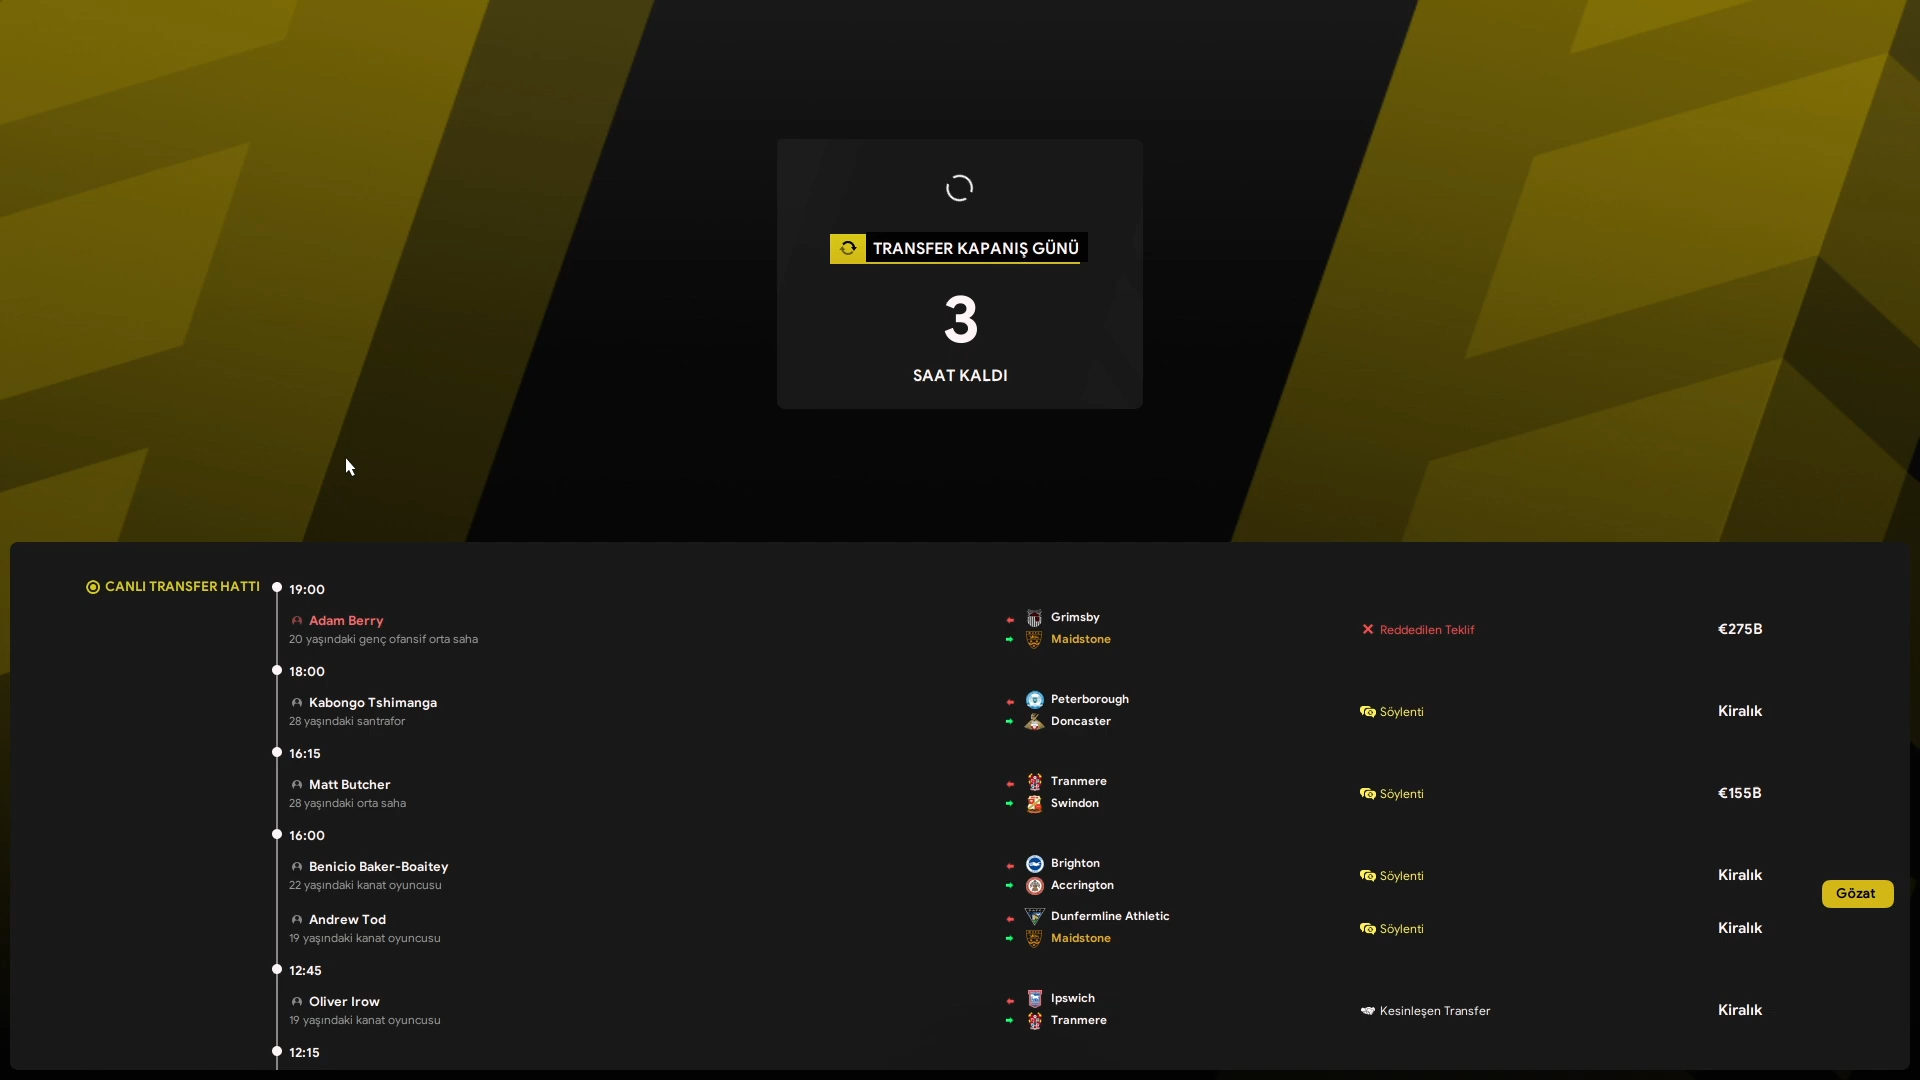 TRANSFER KAPANIŞ GÜNÜ
3
SAAT KALDI
CANLI TRANSFER HATTI
19:00
Adam Berry
20 yaşındaki genç ofansif orta saha
Grimsby
Maidstone
Reddedilen Teklif
€275B
18:00
Kabongo Tshimanga
28 yaşındaki santrafor
Peterborough
Doncaster
Söylenti
Kiralık
16:15
Matt Butcher
28 yaşındaki orta saha
Tranmere
Swindon
Söylenti
€155B
16:00
Benicio Baker-Boaitey
22 yaşındaki kanat oyuncusu
Brighton
Accrington
Söylenti
Kiralık
Gözat
Andrew Tod
19 yaşındaki kanat oyuncusu
Dunfermline Athletic
Maidstone
Söylenti
Kiralık
12:45
Oliver Irow
19 yaşındaki kanat oyuncusu
Ipswich
Tranmere
Kesinleşen Transfer
Kiralık
12:15